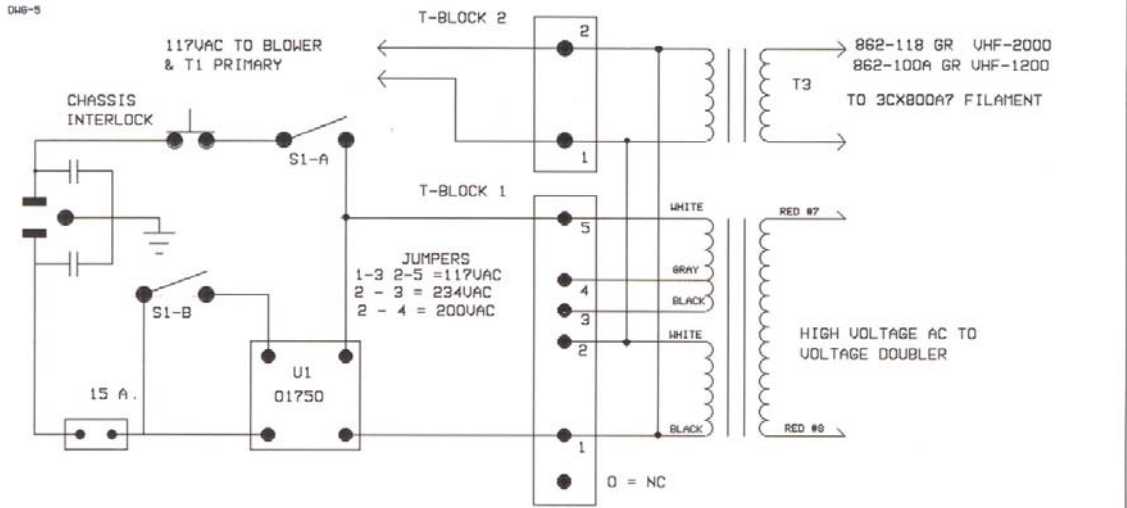 DWG-5
T-BLOCK 2
2
117VAC TO BLOWER
& T1 PRIMARY
862-118 GR VHF-2000
862-100A GR VHF-1200
T3
TO 3CX800A7 FILAMENT
CHASSIS
INTERLOCK
S1-A
1
T-BLOCK 1
WHITE
RED #7
5
JUMPERS
1-3 2-5 =117VAC
2 - 3 = 234VAC
2 - 4 = 200VAC
GRAY
4
BLACK
3
S1-B
WHITE
2
HIGH VOLTAGE AC TO
VOLTAGE DOUBLER
U1
01750
15 A.
BLACK
RED #8
1
0 = NC